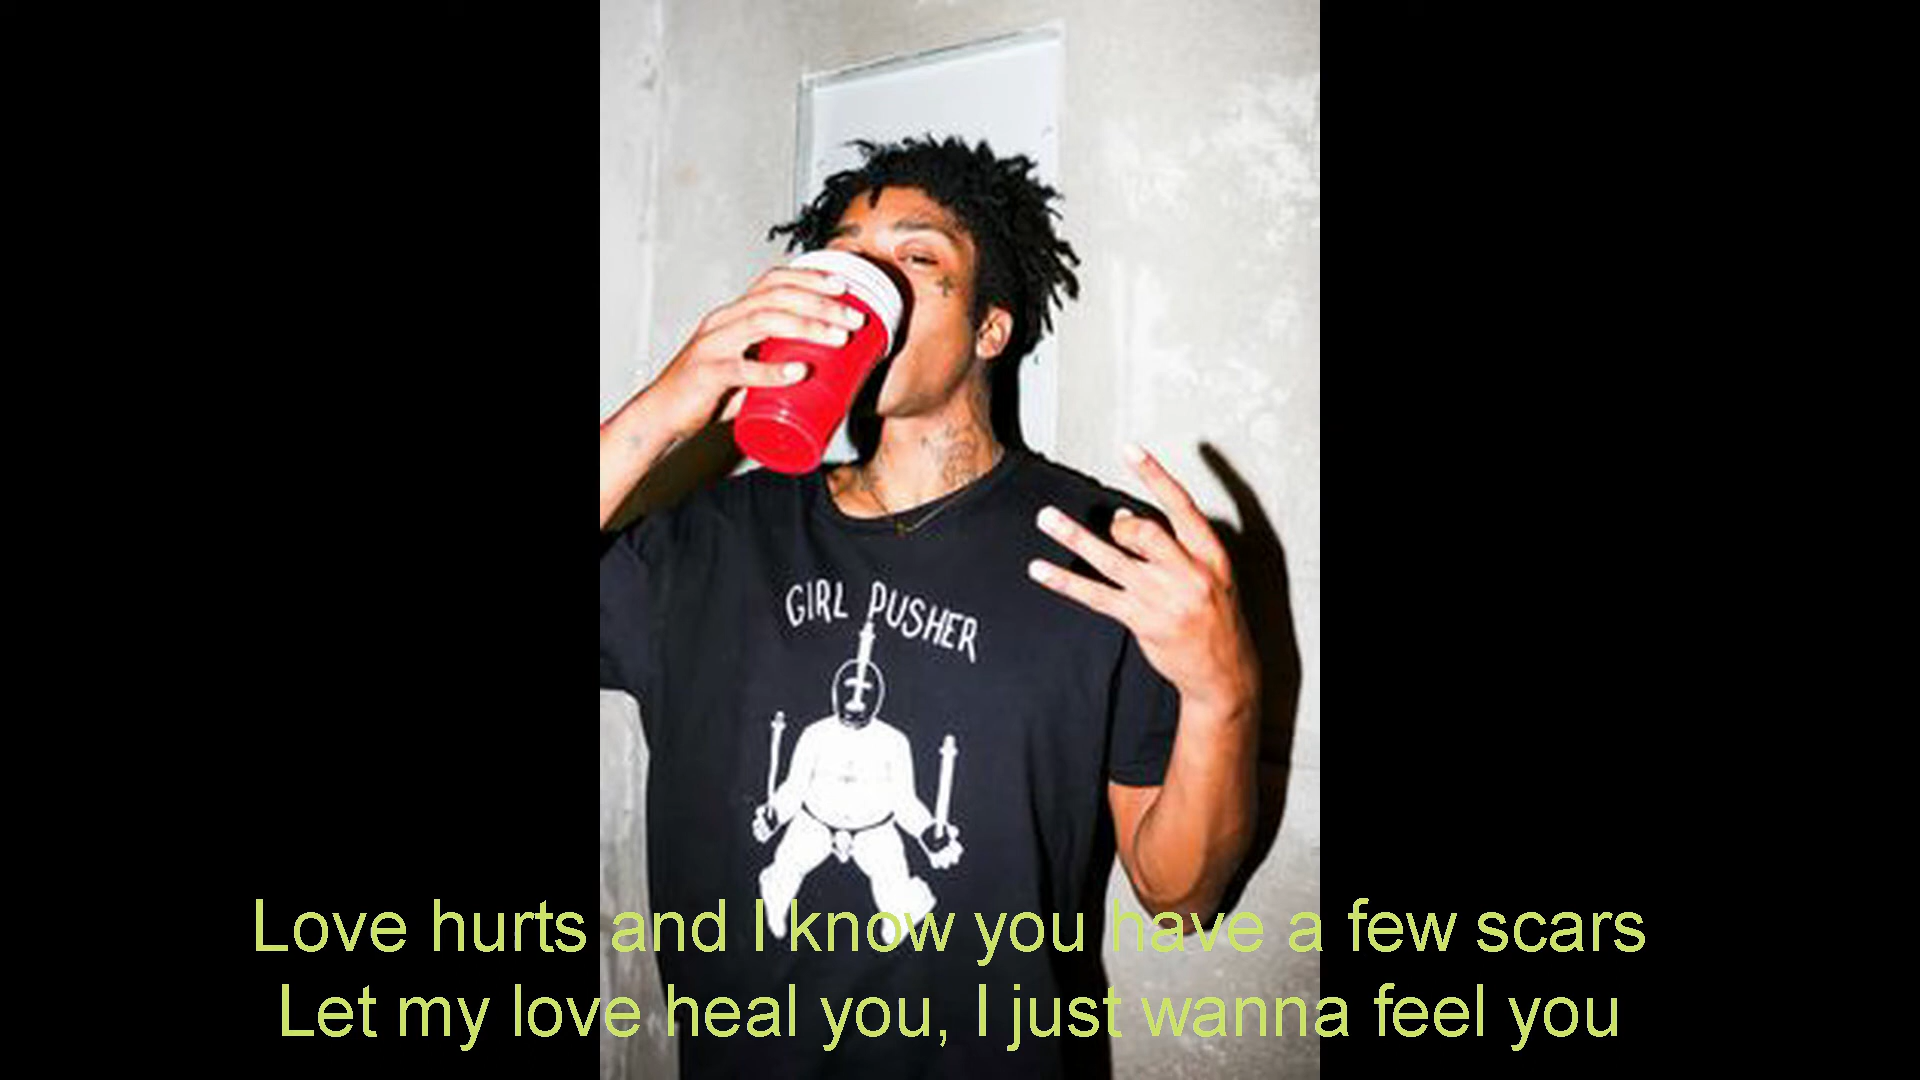 GIRL PUSHER
Love hurts and I know you have a few scars
Let my love heal you, I just wanna feel you